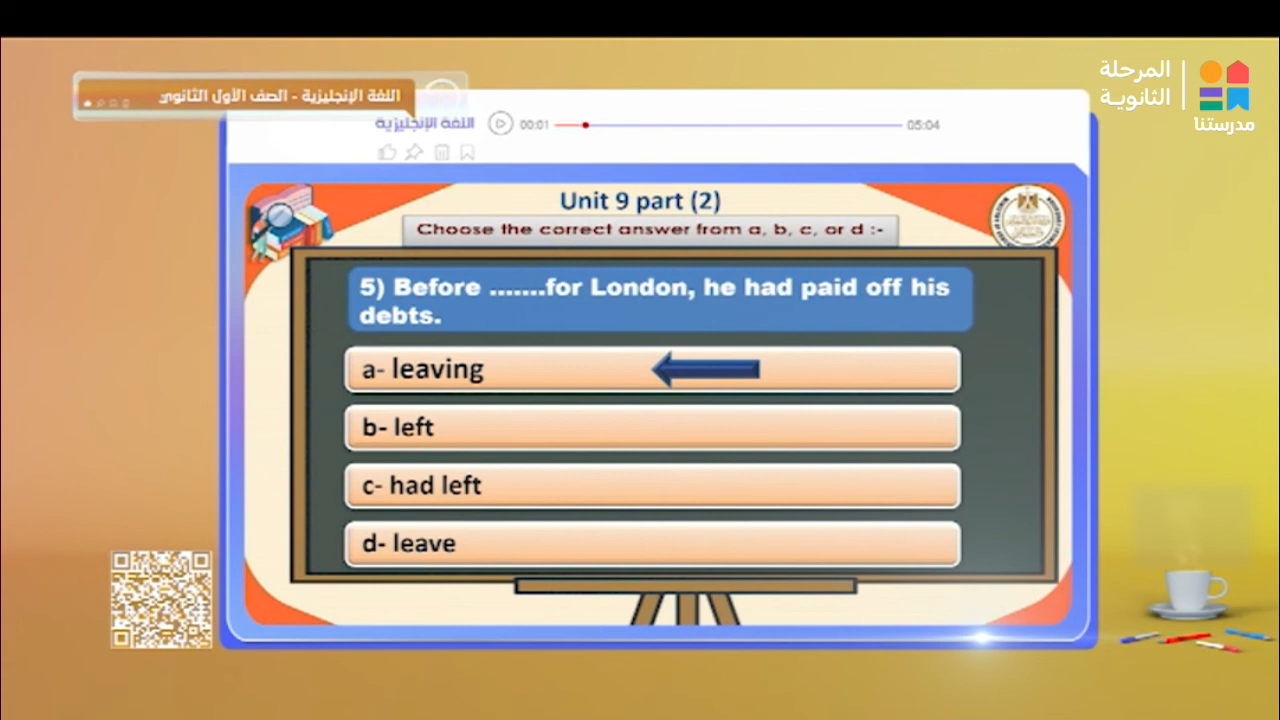 المرحلة
الثانوية
مدرستنا
اللغة الإنجليزية - الصف الأول الثانوي
اللغة الإنجليزية
00:01
05:04
Unit 9 part (2)
Choose the correct answer from a, b, c, or d :-
5) Before .......for London, he had paid off his
debts.
a- leaving
b- left
c- had left
d- leave